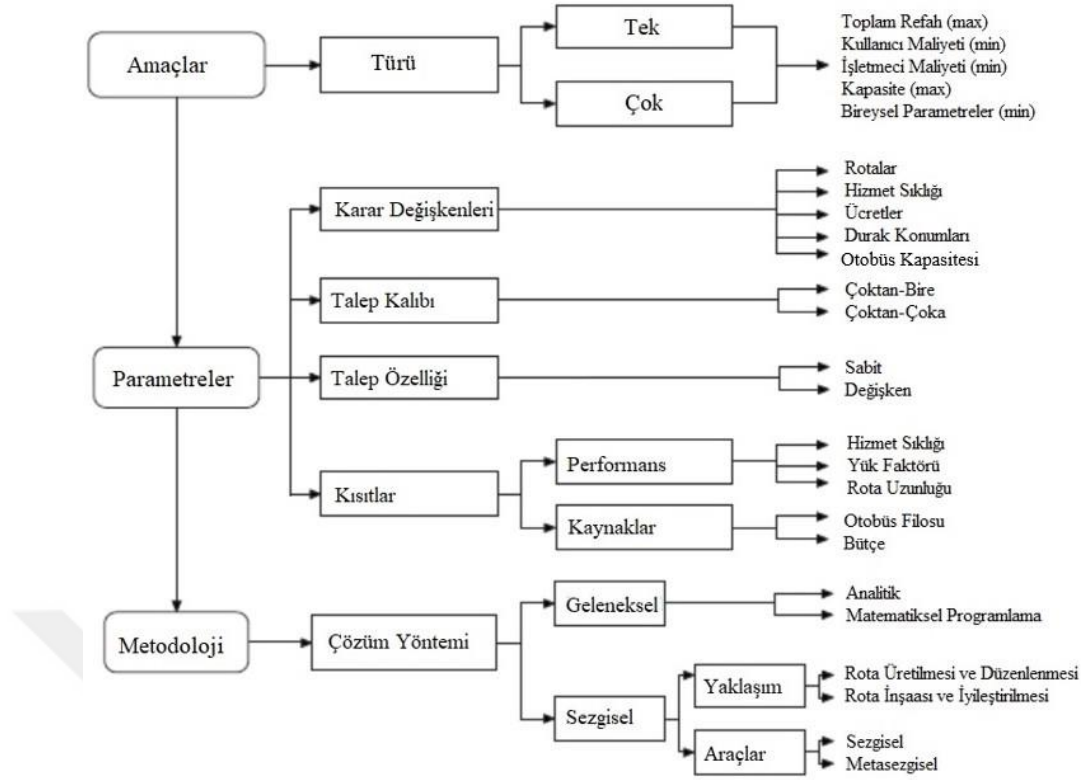 Amaçlar
Türü
Tek
Çok
Toplam Refah (max)
Kullanıcı Maliyeti (min)
İşletmeci Maliyeti (min)
Kapasite (max)
Bireysel Parametreler (min)
Parametreler
Karar Değişkenleri
Rotalar
Hizmet Sıklığı
Ücretler
Durak Konumları
Otobüs Kapasitesi
Talep Kalıbı
Çoktan-Bire
Çoktan-Çoka
Talep Özelliği
Sabit
Değişken
Kısıtlar
Performans
Hizmet Sıklığı
Yük Faktörü
Rota Uzunluğu
Kaynaklar
Otobüs Filosu
Bütçe
Metodoloji
Çözüm Yöntemi
Geleneksel
Analitik
Matematiksel Programlama
Sezgisel
Yaklaşım
Rota Üretilmesi ve Düzenlenmesi
Rota İnşaası ve İyileştirilmesi
Araçlar
Sezgisel
Metasezgisel